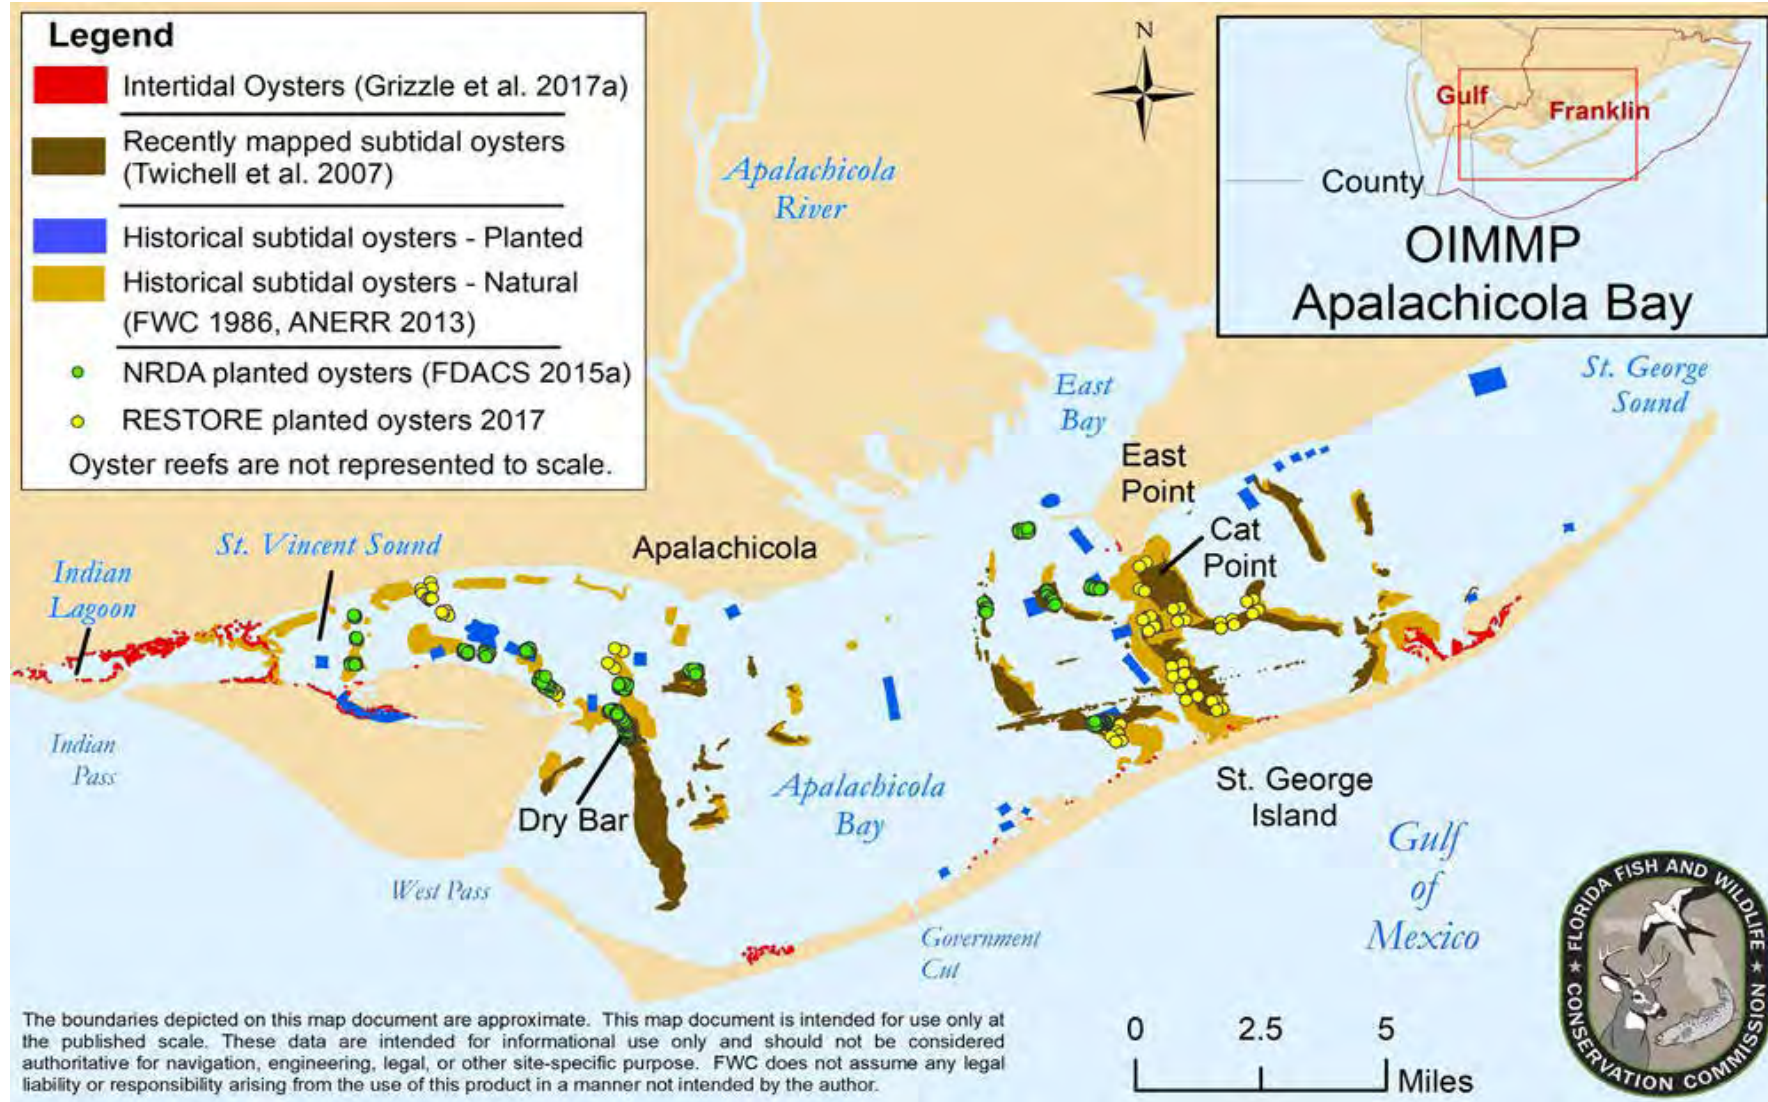 Legend
Intertidal Oysters (Grizzle et al. 2017a)
Recently mapped subtidal oysters
(Twichell et al. 2007)
Historical subtidal oysters - Planted
Historical subtidal oysters - Natural
(FWC 1986, ANERR 2013)
NRDA planted oysters (FDACS 2015a)
RESTORE planted oysters 2017
Oyster reefs are not represented to scale.
N
Gulf
Franklin
County
OIMMP
Apalachicola Bay
Apalachicola
River
East
Bay
St. George
Sound
East
Point
Cat
Point
Apalachicola
St. Vincent Sound
Indian
Lagoon
Indian
Pass
Dry Bar
Apalachicola
Bay
St. George
Island
West Pass
Government
Cut
Gulf
of
Mexico
The boundaries depicted on this map document are approximate. This map document is intended for use only at
the published scale. These data are intended for informational use only and should not be considered
authoritative for navigation, engineering, legal, or other site-specific purpose. FWC does not assume any legal
liability or responsibility arising from the use of this product in a manner not intended by the author.
0 2.5 5
Miles
FLORIDA FISH AND WILDLIFE
CONSERVATION COMMISSION